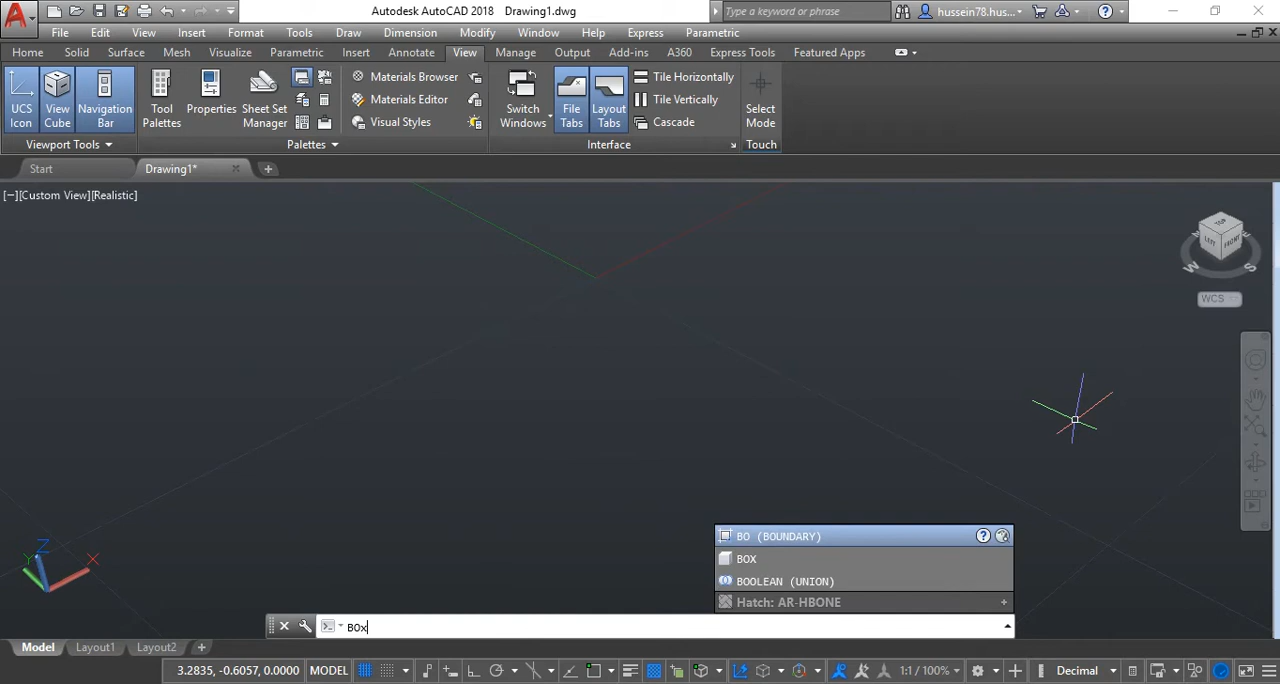 Autodesk AutoCAD 2018 Drawing1.dwg
Type a keyword or phrase
hussein78.hus...
File Edit View Insert Format Tools Draw Dimension Modify Window Help Express Parametric
Home Solid Surface Mesh Visualize Parametric Insert Annotate View Manage Output Add-ins A360 Express Tools Featured Apps
UCS Icon
View Cube
Navigation Bar
Tool Palettes
Properties
Sheet Set Manager
Materials Browser
Materials Editor
Visual Styles
Switch Windows
File Tabs
Layout Tabs
Tile Horizontally
Tile Vertically
Cascade
Select Mode
Viewport Tools
Palettes
Interface
Touch
Start
Drawing1*
[−][Custom View][Realistic]
TOP
LEFT
FRONT
W
S
WCS
Z
Y
X
BO (BOUNDARY)
BOX
BOOLEAN (UNION)
Hatch: AR-HBONE +
BOx
Model Layout1 Layout2 +
3.2835, -0.6057, 0.0000 MODEL 1:1 / 100% Decimal